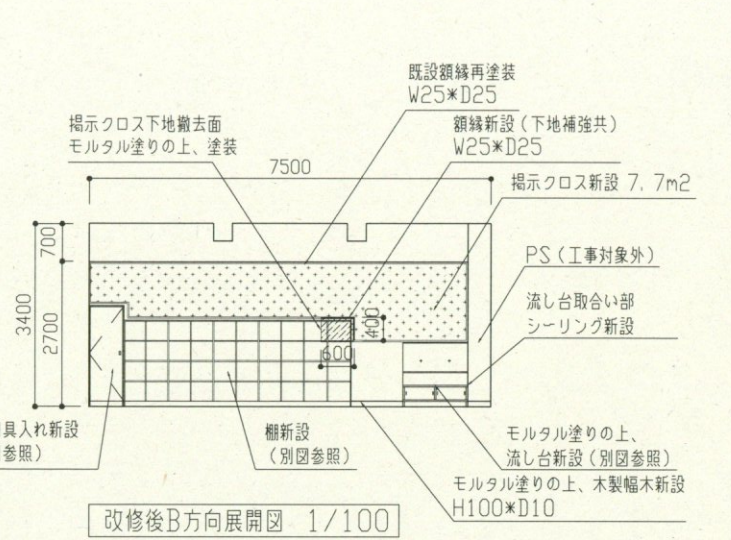 既設額縁再塗装
W25*D25
掲示クロス下地撤去面
モルタル塗りの上、塗装
額縁新設(下地補強共)
W25*D25
7500
掲示クロス新設 7.7m2
700
PS(工事対象外)
3400
2700
流し台取合い部
シーリング新設
400
600
具入れ新設
参照)
棚新設
(別図参照)
モルタル塗りの上、
流し台新設(別図参照)
モルタル塗りの上、木製幅木新設
H100*D10
改修後B方向展開図 1/100